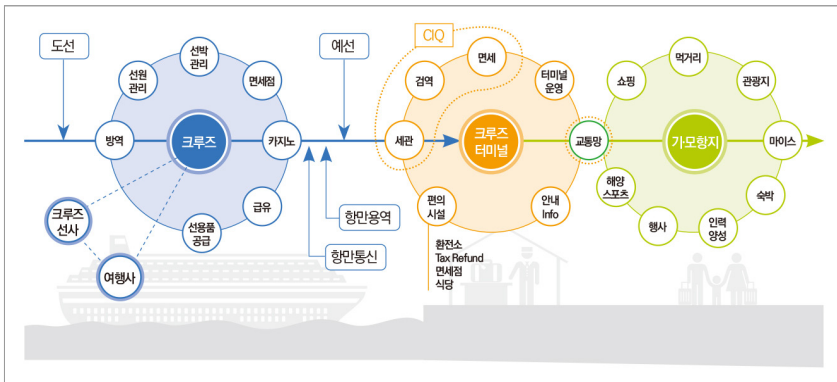 도선
예선
CIQ
선박
관리
선원
관리
면세점
방역
크루즈
카지노
급유
선용품
공급
크루즈
선사
여행사
항만용역
항만통신
면세
검역
세관
터미널
운영
크루즈
터미널
편의
시설
안내
Info
환전소
Tax Refund
면세점
식당
교통망
먹거리
쇼핑
관광지
가·모항지
마이스
해양
스포츠
숙박
행사
인력
양성